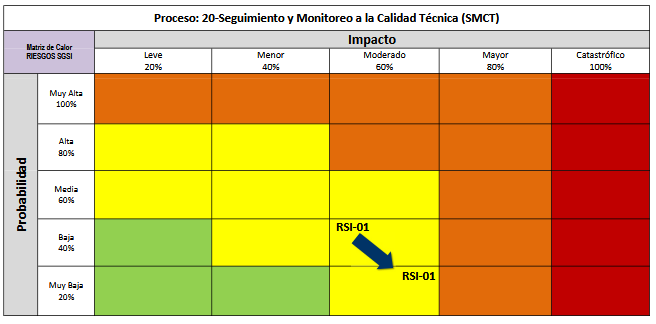 Proceso: 20-Seguimiento y Monitoreo a la Calidad Técnica (SMCT)
Matriz de Calor
RIESGOS SGSI
Impacto
Leve
20%
Menor
40%
Moderado
60%
Mayor
80%
Catastrófico
100%
Probabilidad
Muy Alta
100%
Alta
80%
Media
60%
Baja
40%
RSI-01
Muy Baja
20%
RSI-01